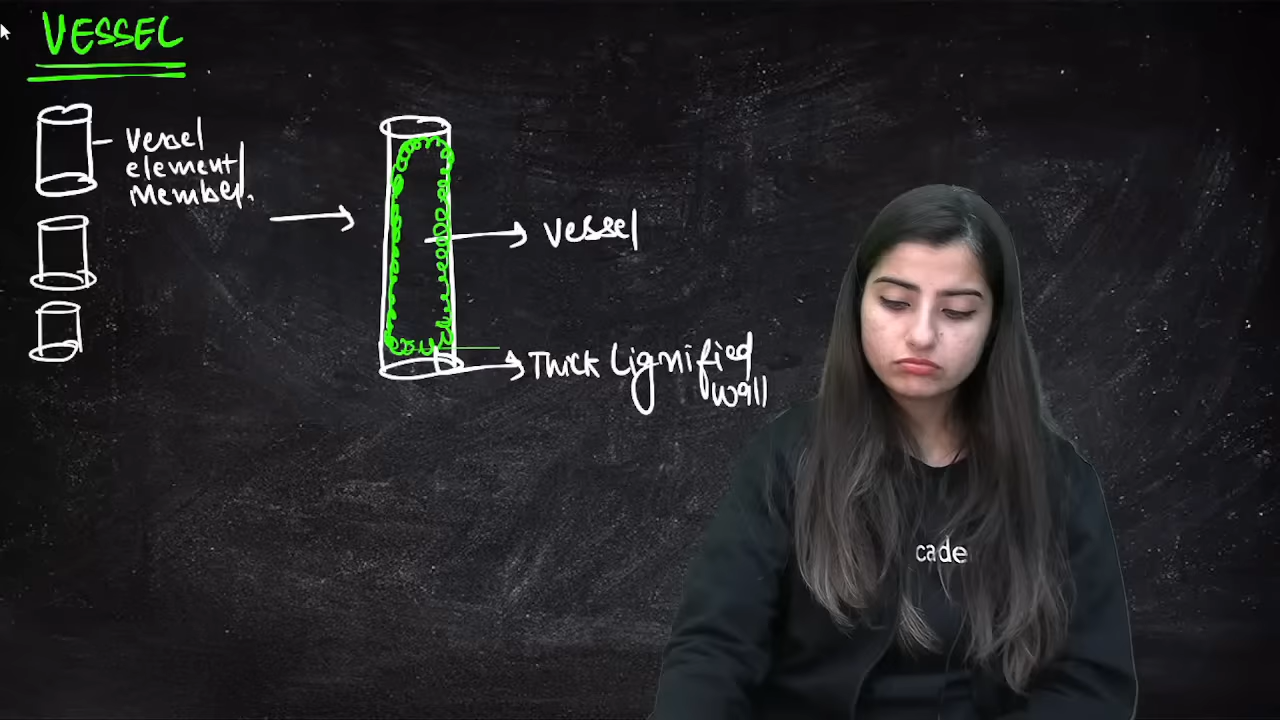 VESSEL
Vessel
element/
Member.
Vessel
Thick Lignified
wall
cade